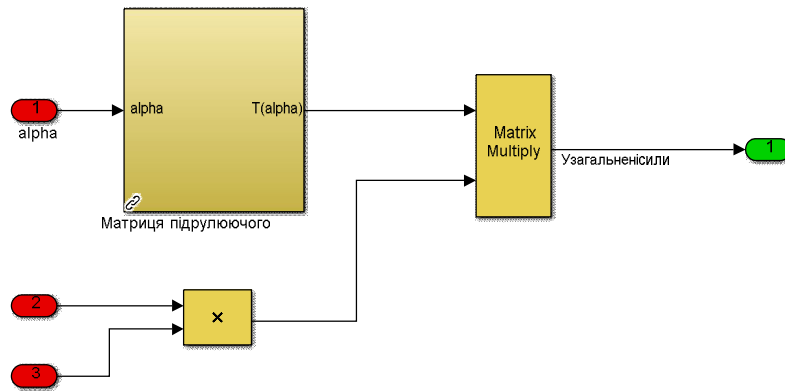 1
alpha
alpha
T(alpha)
Матриця підрулюючого
Matrix
Multiply
Узагальненісили
1
2
×
3